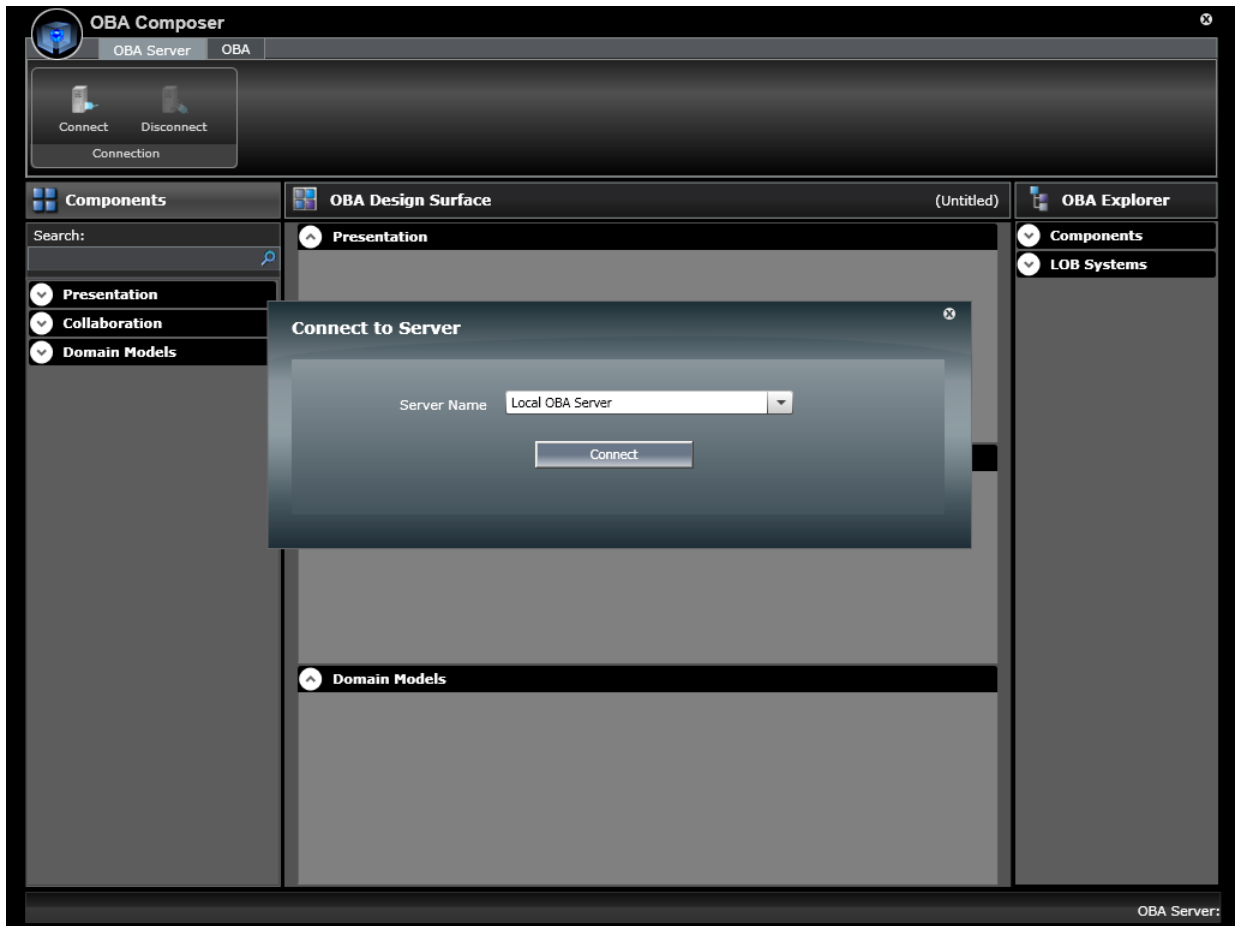 OBA Composer
OBA Server OBA
Connect Disconnect
Connection
Components
OBA Design Surface (Untitled)
OBA Explorer
Search:
Presentation
Components
LOB Systems
Presentation
Collaboration
Domain Models
Connect to Server
Server Name Local OBA Server
Connect
Domain Models
OBA Server: